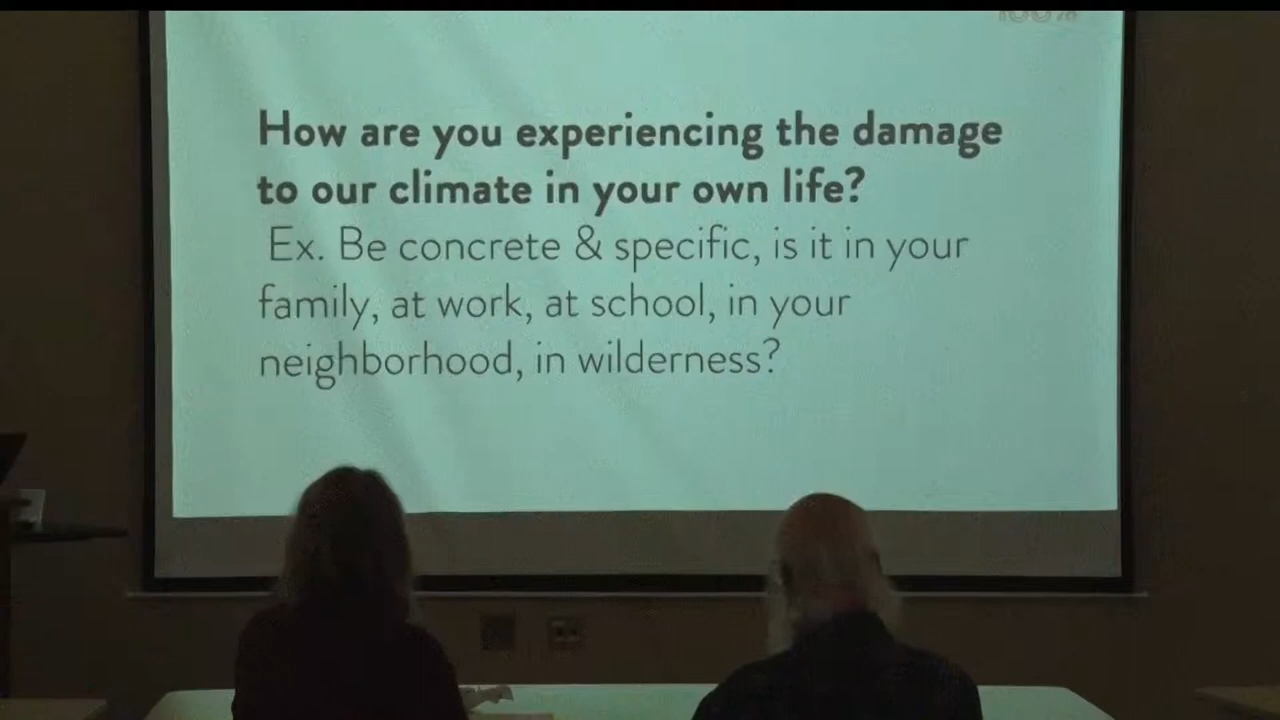 100%
How are you experiencing the damage
to our climate in your own life?
Ex. Be concrete & specific, is it in your
family, at work, at school, in your
neighborhood, in wilderness?